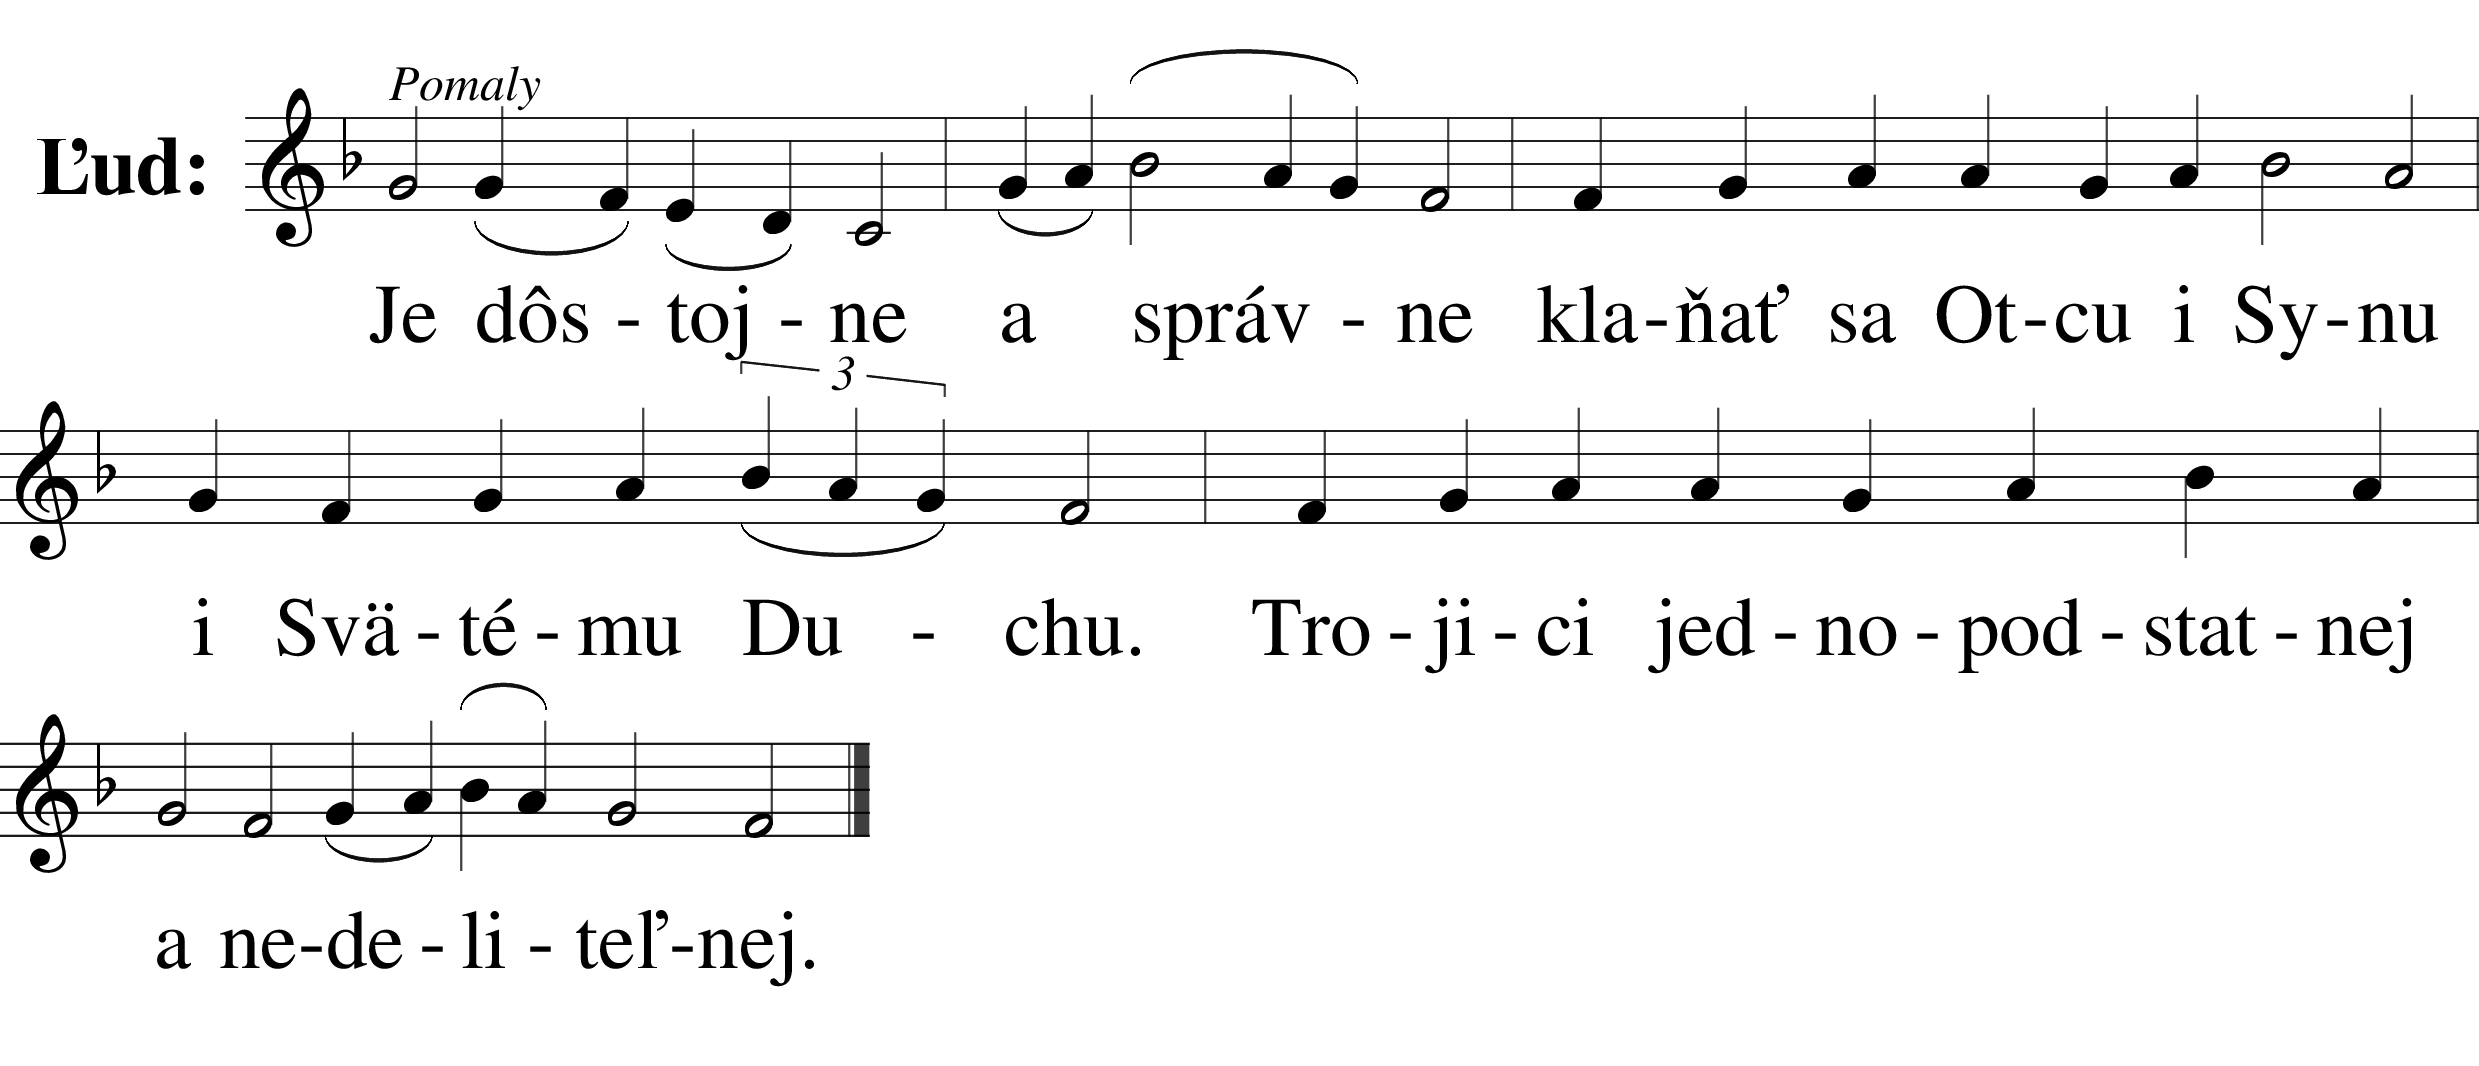 Pomaly
Ľud:
Je dôs - toj - ne a správ - ne kla-ňať sa Ot-cu i Sy-nu
3
i Svä - té - mu Du - chu. Tro - ji - ci jed - no - pod - stat - nej
a ne-de - li - teľ-nej.